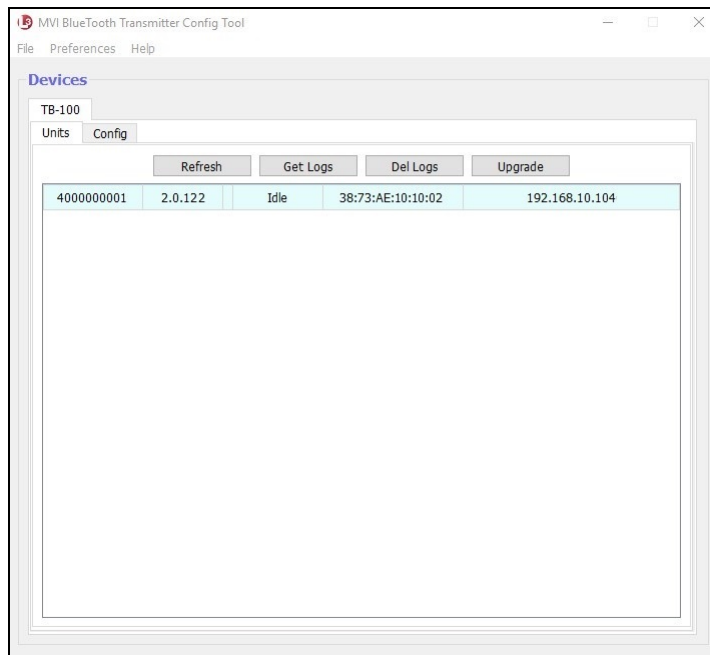 MVI BlueTooth Transmitter Config Tool
File Preferences Help
Devices
TB-100
Units Config
Refresh Get Logs Del Logs Upgrade
4000000001 2.0.122 Idle 38:73:AE:10:10:02 192.168.10.104